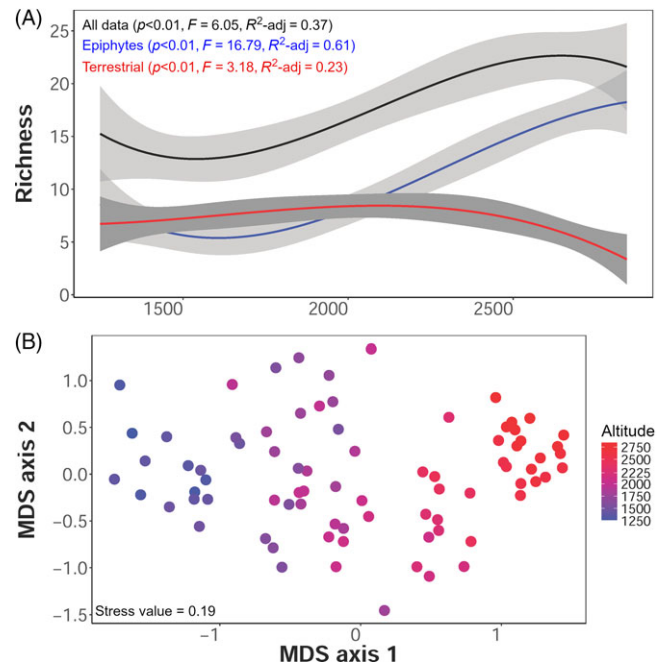 (A)
All data (p<0.01, F = 6.05, R²-adj = 0.37)
Epiphytes (p<0.01, F = 16.79, R²-adj = 0.61)
Terrestrial (p<0.01, F = 3.18, R²-adj = 0.23)
Richness
25
20
15
10
5
0
1500 2000 2500
(B)
MDS axis 2
1.0
0.5
0.0
−0.5
−1.0
−1.5
Stress value = 0.19
−1 0 1
MDS axis 1
Altitude
2750
2500
2250
2000
1750
1500
1250